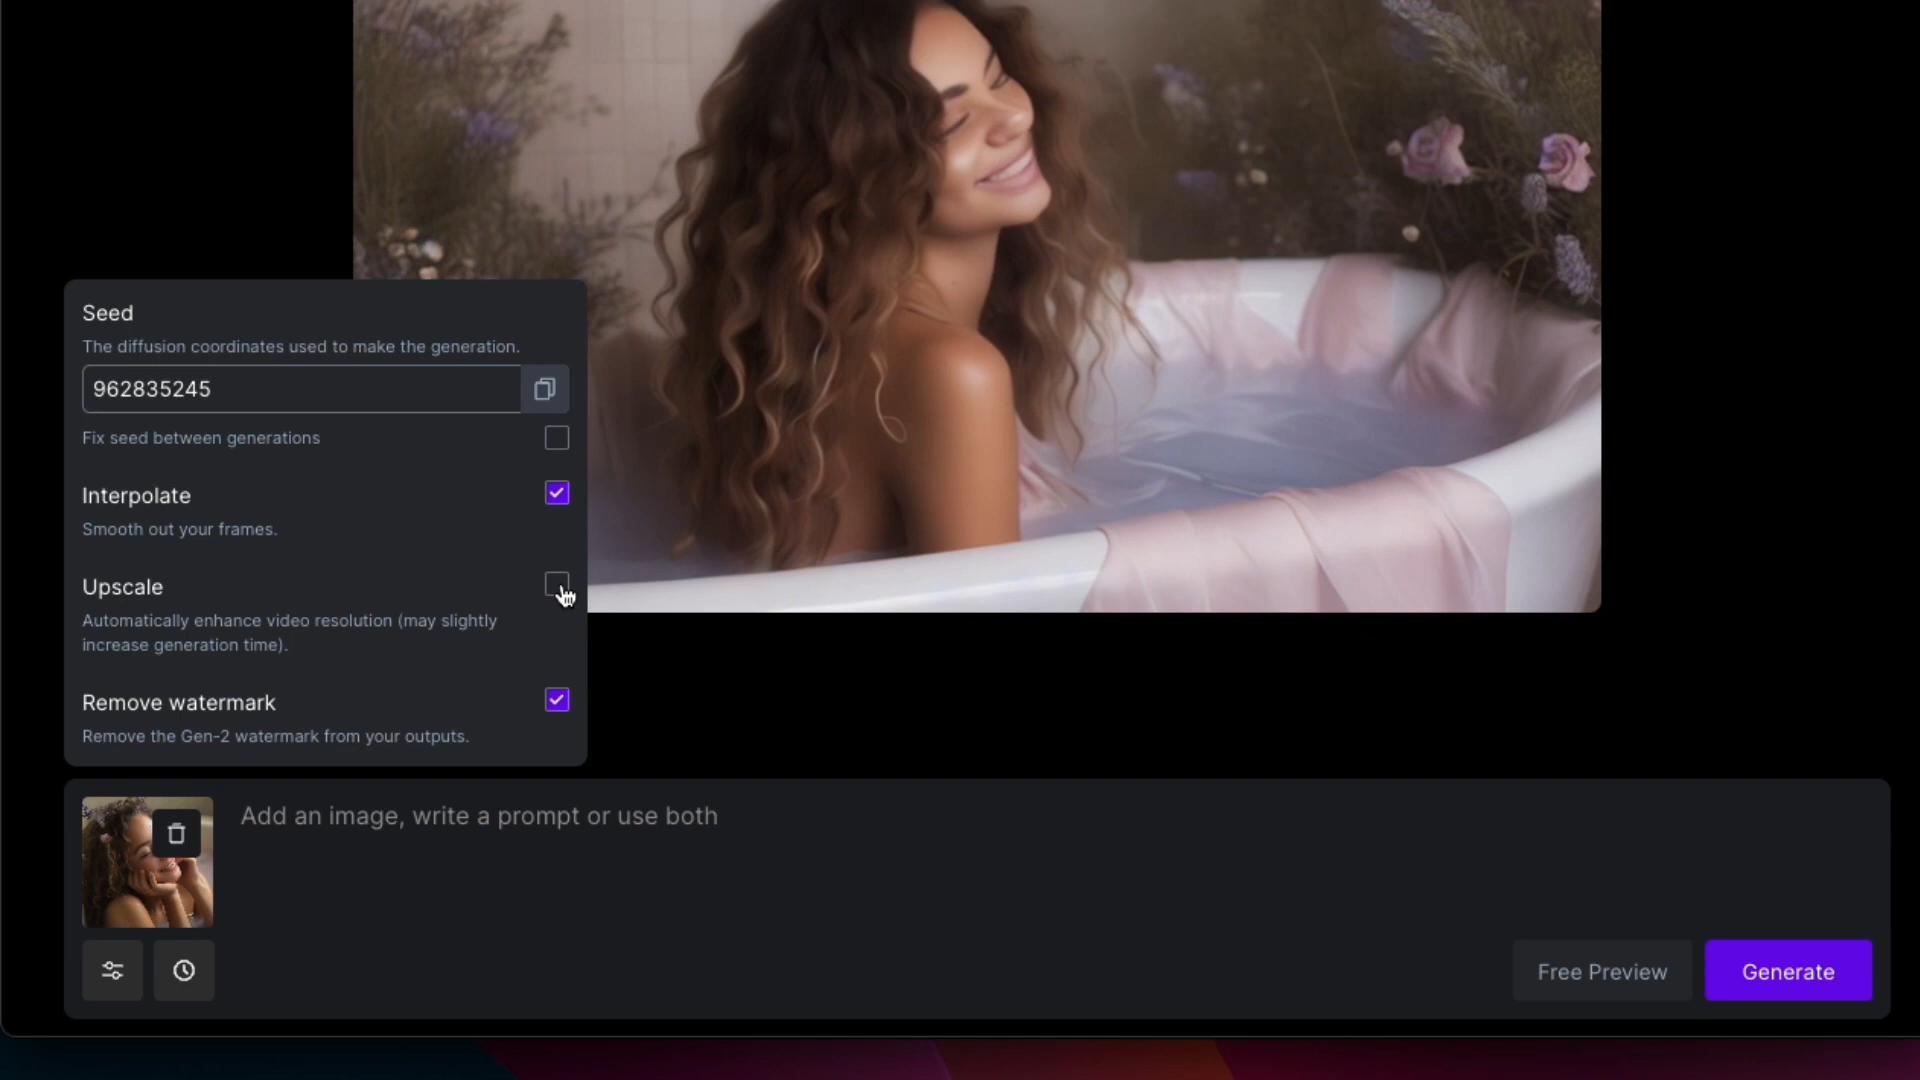 Seed
The diffusion coordinates used to make the generation.
962835245
Fix seed between generations
Interpolate
Smooth out your frames.
Upscale
Automatically enhance video resolution (may slightly
increase generation time).
Remove watermark
Remove the Gen-2 watermark from your outputs.
Add an image, write a prompt or use both
Free Preview
Generate